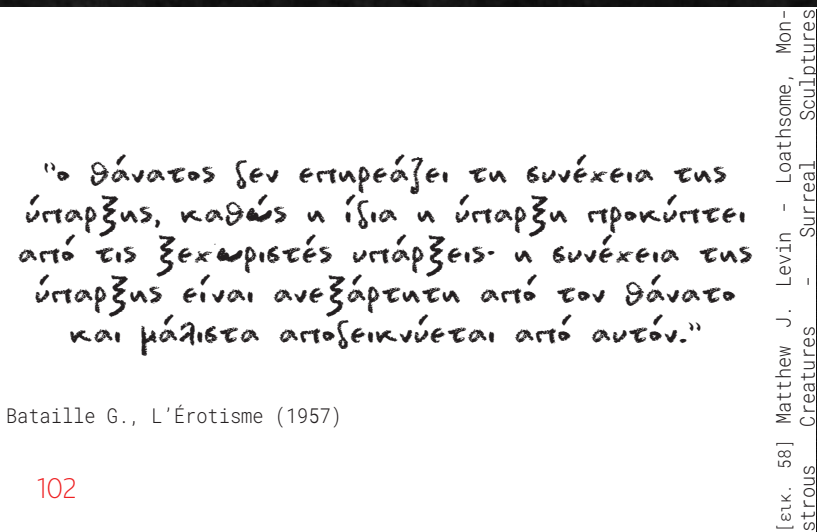 "ο θάνατος δεν επηρεάζει τη συνέχεια της
ύπαρξης, καθώς η ίδια η ύπαρξη προκύπτει
από τις ξεχωριστές υπάρξεις· η συνέχεια της
ύπαρξης είναι ανεξάρτητη από τον θάνατο
και μάλιστα αποδεικνύεται από αυτόν."
Bataille G., L'Érotisme (1957)
102
[εικ. 58] Matthew J. Levin - Loathsome, Mon-
strous Creatures - Surreal Sculptures